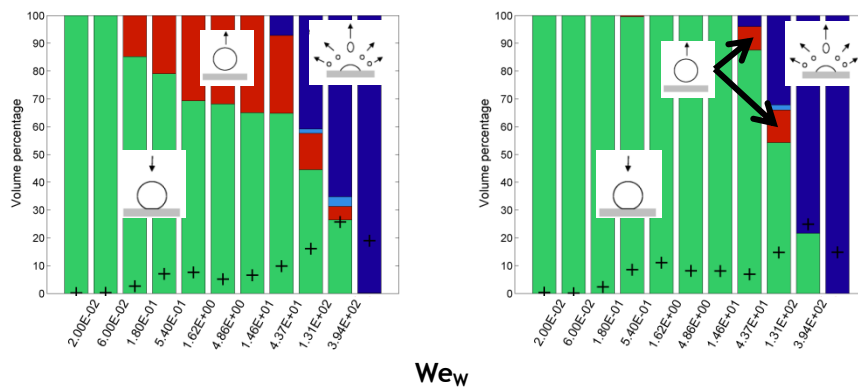 100
90
80
70
60
50
40
30
20
10
0
Volume percentage
2.00E-02
6.00E-02
1.80E-01
5.40E-01
1.62E+00
4.86E+00
1.46E+01
4.37E+01
1.31E+02
3.94E+02
100
90
80
70
60
50
40
30
20
10
0
Volume percentage
2.00E-02
6.00E-02
1.80E-01
5.40E-01
1.62E+00
4.86E+00
1.46E+01
4.37E+01
1.31E+02
3.94E+02
Wew